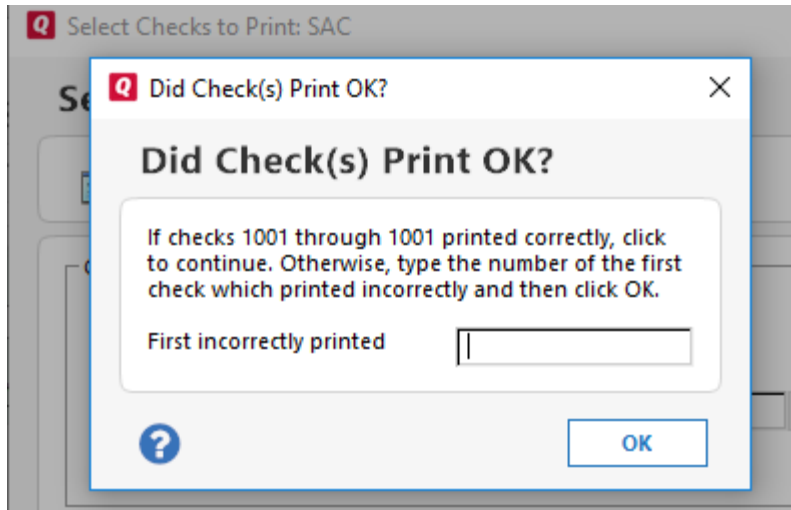 Select Checks to Print: SAC
Did Check(s) Print OK?
Did Check(s) Print OK?
If checks 1001 through 1001 printed correctly, click
to continue. Otherwise, type the number of the first
check which printed incorrectly and then click OK.
First incorrectly printed
OK